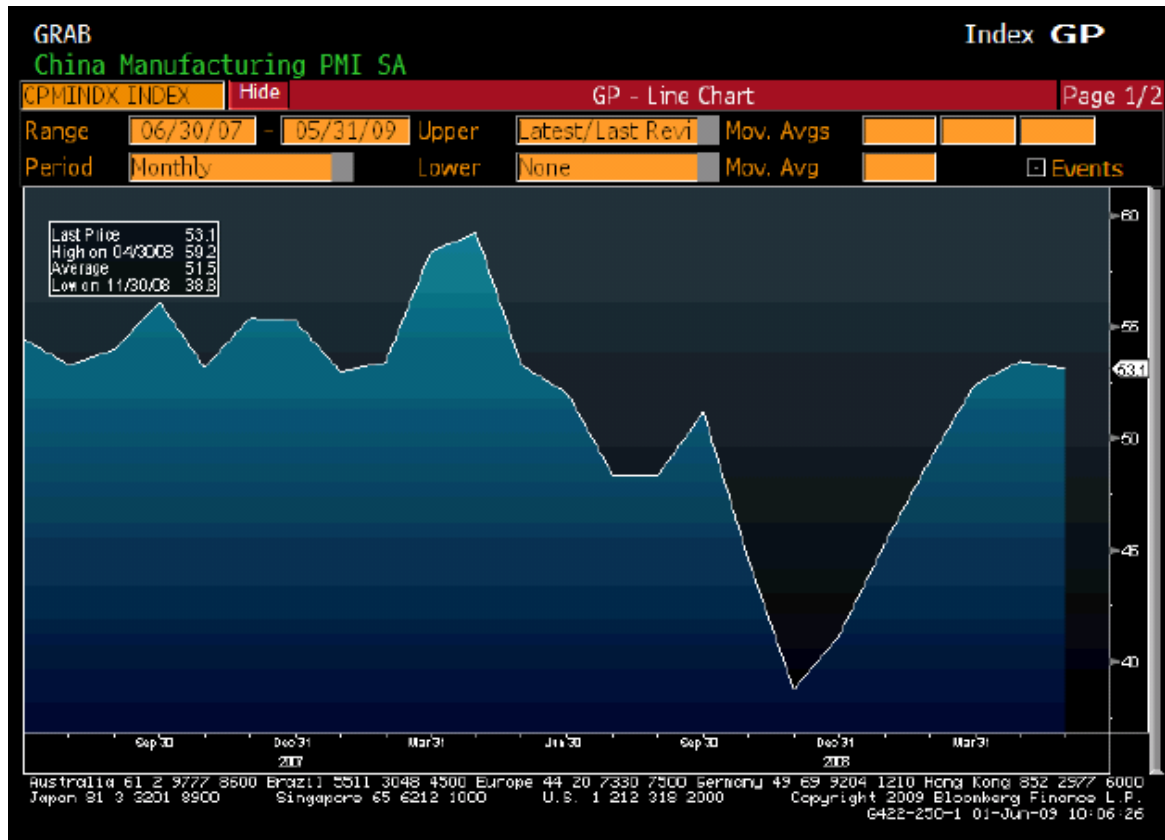 GRAB Index GP
China Manufacturing PMI SA
CPMINDX INDEX Hide GP - Line Chart Page 1/2
Range 06/30/07 - 05/31/09 Upper Latest/Last Revi Mov. Avgs
Period Monthly Lower None Mov. Avg Events
Last Price 53.1
High on 04/30/08 59.2
Average 51.5
Low on 11/30/08 38.8
60
55
53.1
50
45
40
Sep 30 Dec 31 Mar 31 Jun 30 Sep 30 Dec 31 Mar 31
2007 2008
Australia 61 2 9777 8600 Brazil 5511 3048 4500 Europe 44 20 7330 7500 Germany 49 69 9204 1210 Hong Kong 852 2977 6000
Japan 81 3 3201 8900 Singapore 65 6212 1000 U.S. 1 212 318 2000 Copyright 2009 Bloomberg Finance L.P.
G422-250-1 01-Jun-09 10:06:26